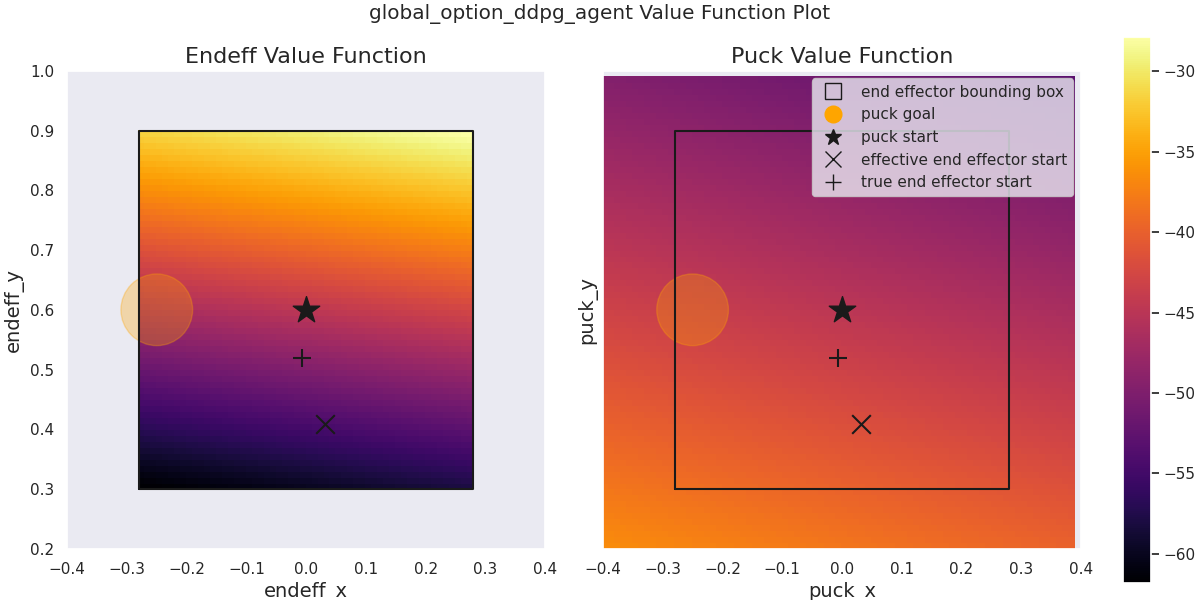 global_option_ddpg_agent Value Function Plot
Endeff Value Function
Puck Value Function
1.0
0.9
0.8
0.7
0.6
0.5
0.4
0.3
0.2
endeff_y
−0.4 −0.3 −0.2 −0.1 0.0 0.1 0.2 0.3 0.4
endeff_x
puck_y
end effector bounding box
puck goal
puck start
effective end effector start
true end effector start
−0.4 −0.3 −0.2 −0.1 0.0 0.1 0.2 0.3 0.4
puck_x
−30
−35
−40
−45
−50
−55
−60